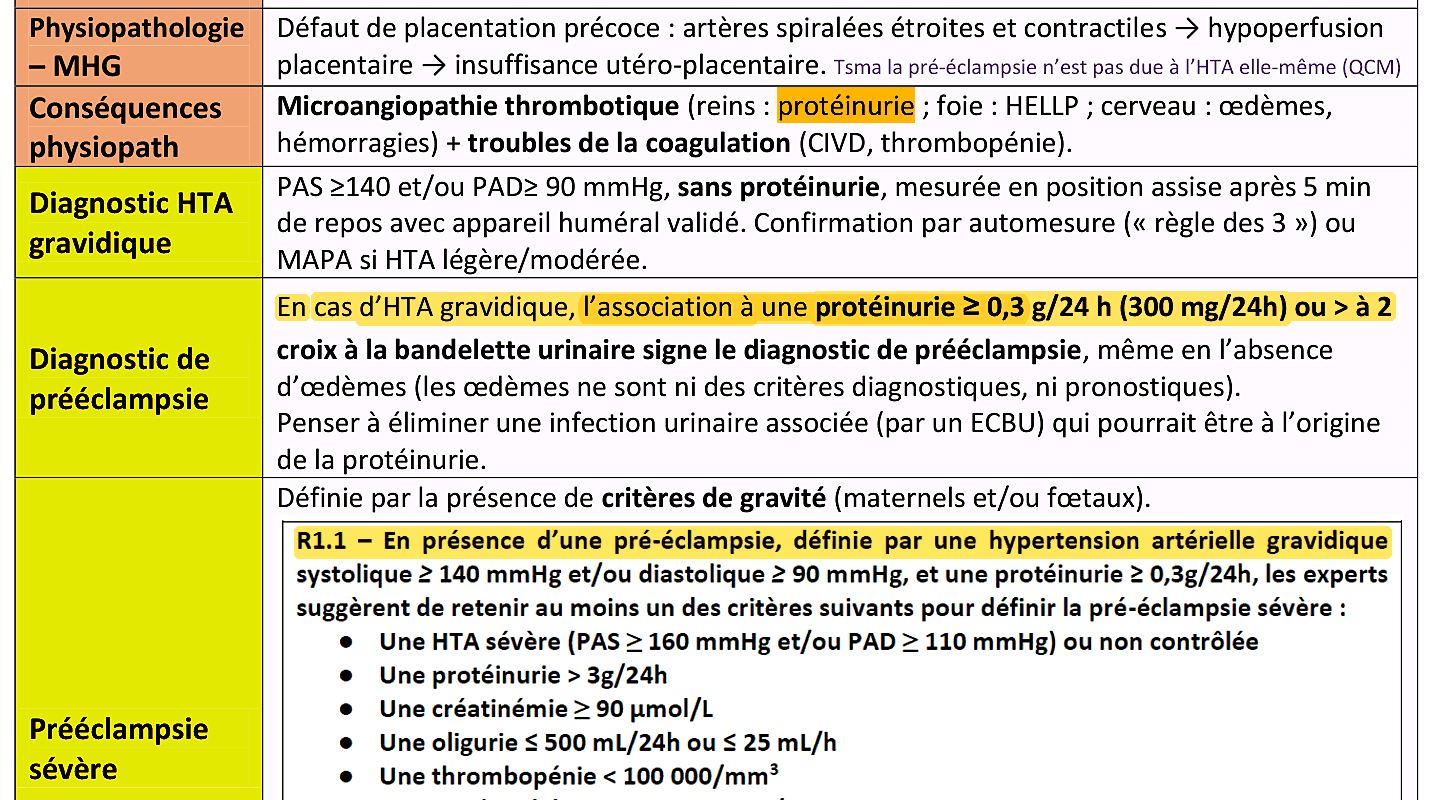 Physiopathologie
– MHG
Défaut de placentation précoce : artères spiralées étroites et contractiles → hypoperfusion
placentaire → insuffisance utéro-placentaire. Tsma la pré-éclampsie n’est pas due à l’HTA elle-même (QCM)
Conséquences
physiopath
Microangiopathie thrombotique (reins : protéinurie ; foie : HELLP ; cerveau : œdèmes,
hémorragies) + troubles de la coagulation (CIVD, thrombopénie).
Diagnostic HTA
gravidique
PAS ≥140 et/ou PAD≥ 90 mmHg, sans protéinurie, mesurée en position assise après 5 min
de repos avec appareil huméral validé. Confirmation par automesure (« règle des 3 ») ou
MAPA si HTA légère/modérée.
Diagnostic de
prééclampsie
En cas d’HTA gravidique, l’association à une protéinurie ≥ 0,3 g/24 h (300 mg/24h) ou > à 2
croix à la bandelette urinaire signe le diagnostic de prééclampsie, même en l’absence
d’œdèmes (les œdèmes ne sont ni des critères diagnostiques, ni pronostiques).
Penser à éliminer une infection urinaire associée (par un ECBU) qui pourrait être à l’origine
de la protéinurie.
Prééclampsie
sévère
Définie par la présence de critères de gravité (maternels et/ou fœtaux).
R1.1 – En présence d’une pré-éclampsie, définie par une hypertension artérielle gravidique
systolique ≥ 140 mmHg et/ou diastolique ≥ 90 mmHg, et une protéinurie ≥ 0,3g/24h, les experts
suggèrent de retenir au moins un des critères suivants pour définir la pré-éclampsie sévère :
● Une HTA sévère (PAS ≥ 160 mmHg et/ou PAD ≥ 110 mmHg) ou non contrôlée
● Une protéinurie > 3g/24h
● Une créatinémie ≥ 90 µmol/L
● Une oligurie ≤ 500 mL/24h ou ≤ 25 mL/h
● Une thrombopénie < 100 000/mm³